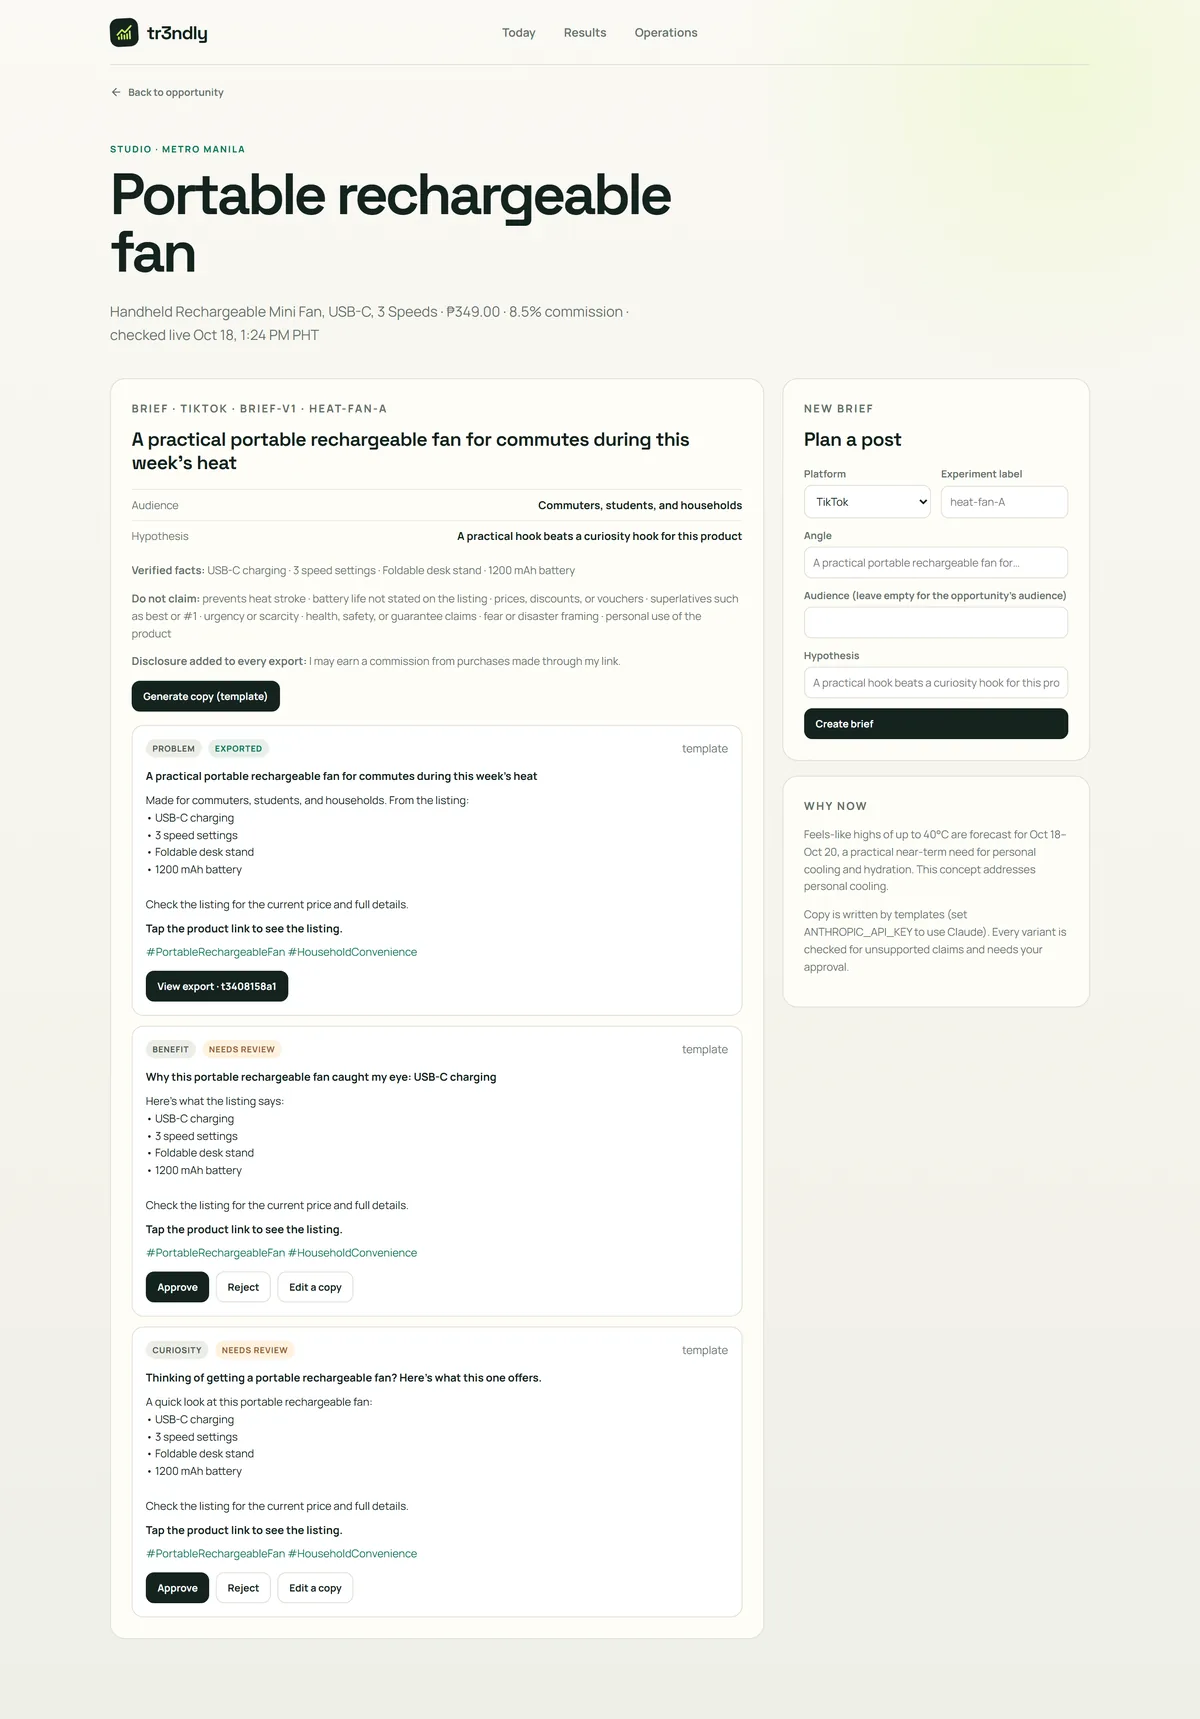 tr3ndly
Today
Results
Operations
← Back to opportunity
STUDIO · METRO MANILA
Portable rechargeable
fan
Handheld Rechargeable Mini Fan, USB-C, 3 Speeds · ₱349.00 · 8.5% commission ·
checked live Oct 18, 1:24 PM PHT
BRIEF · TIKTOK · BRIEF-V1 · HEAT-FAN-A
A practical portable rechargeable fan for commutes during this
week's heat
Audience
Commuters, students, and households
Hypothesis
A practical hook beats a curiosity hook for this product
Verified facts: USB-C charging · 3 speed settings · Foldable desk stand · 1200 mAh battery
Do not claim: prevents heat stroke · battery life not stated on the listing · prices, discounts, or vouchers · superlatives such
as best or #1 · urgency or scarcity · health, safety, or guarantee claims · fear or disaster framing · personal use of the
product
Disclosure added to every export: I may earn a commission from purchases made through my link.
Generate copy (template)
PROBLEM
EXPORTED
template
A practical portable rechargeable fan for commutes during this week's heat
Made for commuters, students, and households. From the listing:
• USB-C charging
• 3 speed settings
• Foldable desk stand
• 1200 mAh battery
Check the listing for the current price and full details.
Tap the product link to see the listing.
#PortableRechargeableFan #HouseholdConvenience
View export · t3408158a1
BENEFIT
NEEDS REVIEW
template
Why this portable rechargeable fan caught my eye: USB-C charging
Here's what the listing says:
• USB-C charging
• 3 speed settings
• Foldable desk stand
• 1200 mAh battery
Check the listing for the current price and full details.
Tap the product link to see the listing.
#PortableRechargeableFan #HouseholdConvenience
Approve
Reject
Edit a copy
CURIOSITY
NEEDS REVIEW
template
Thinking of getting a portable rechargeable fan? Here's what this one offers.
A quick look at this portable rechargeable fan:
• USB-C charging
• 3 speed settings
• Foldable desk stand
• 1200 mAh battery
Check the listing for the current price and full details.
Tap the product link to see the listing.
#PortableRechargeableFan #HouseholdConvenience
Approve
Reject
Edit a copy
NEW BRIEF
Plan a post
Platform
Experiment label
TikTok
heat-fan-A
Angle
A practical portable rechargeable fan for...
Audience (leave empty for the opportunity's audience)
Hypothesis
A practical hook beats a curiosity hook for this pro
Create brief
WHY NOW
Feels-like highs of up to 40°C are forecast for Oct 18–
Oct 20, a practical near-term need for personal
cooling and hydration. This concept addresses
personal cooling.
Copy is written by templates (set
ANTHROPIC_API_KEY to use Claude). Every variant is
checked for unsupported claims and needs your
approval.